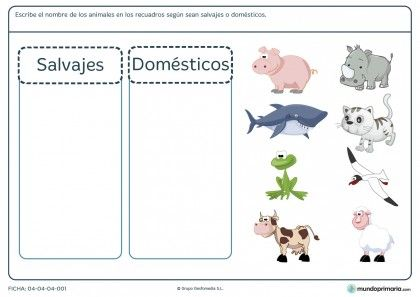 Escribe el nombre de los animales en los recuadros según sean salvajes o domésticos.
Salvajes
Domésticos
FICHA: 04-04-04-001
© Grupo Gesfomedia S.L.
mundoprimaria.com